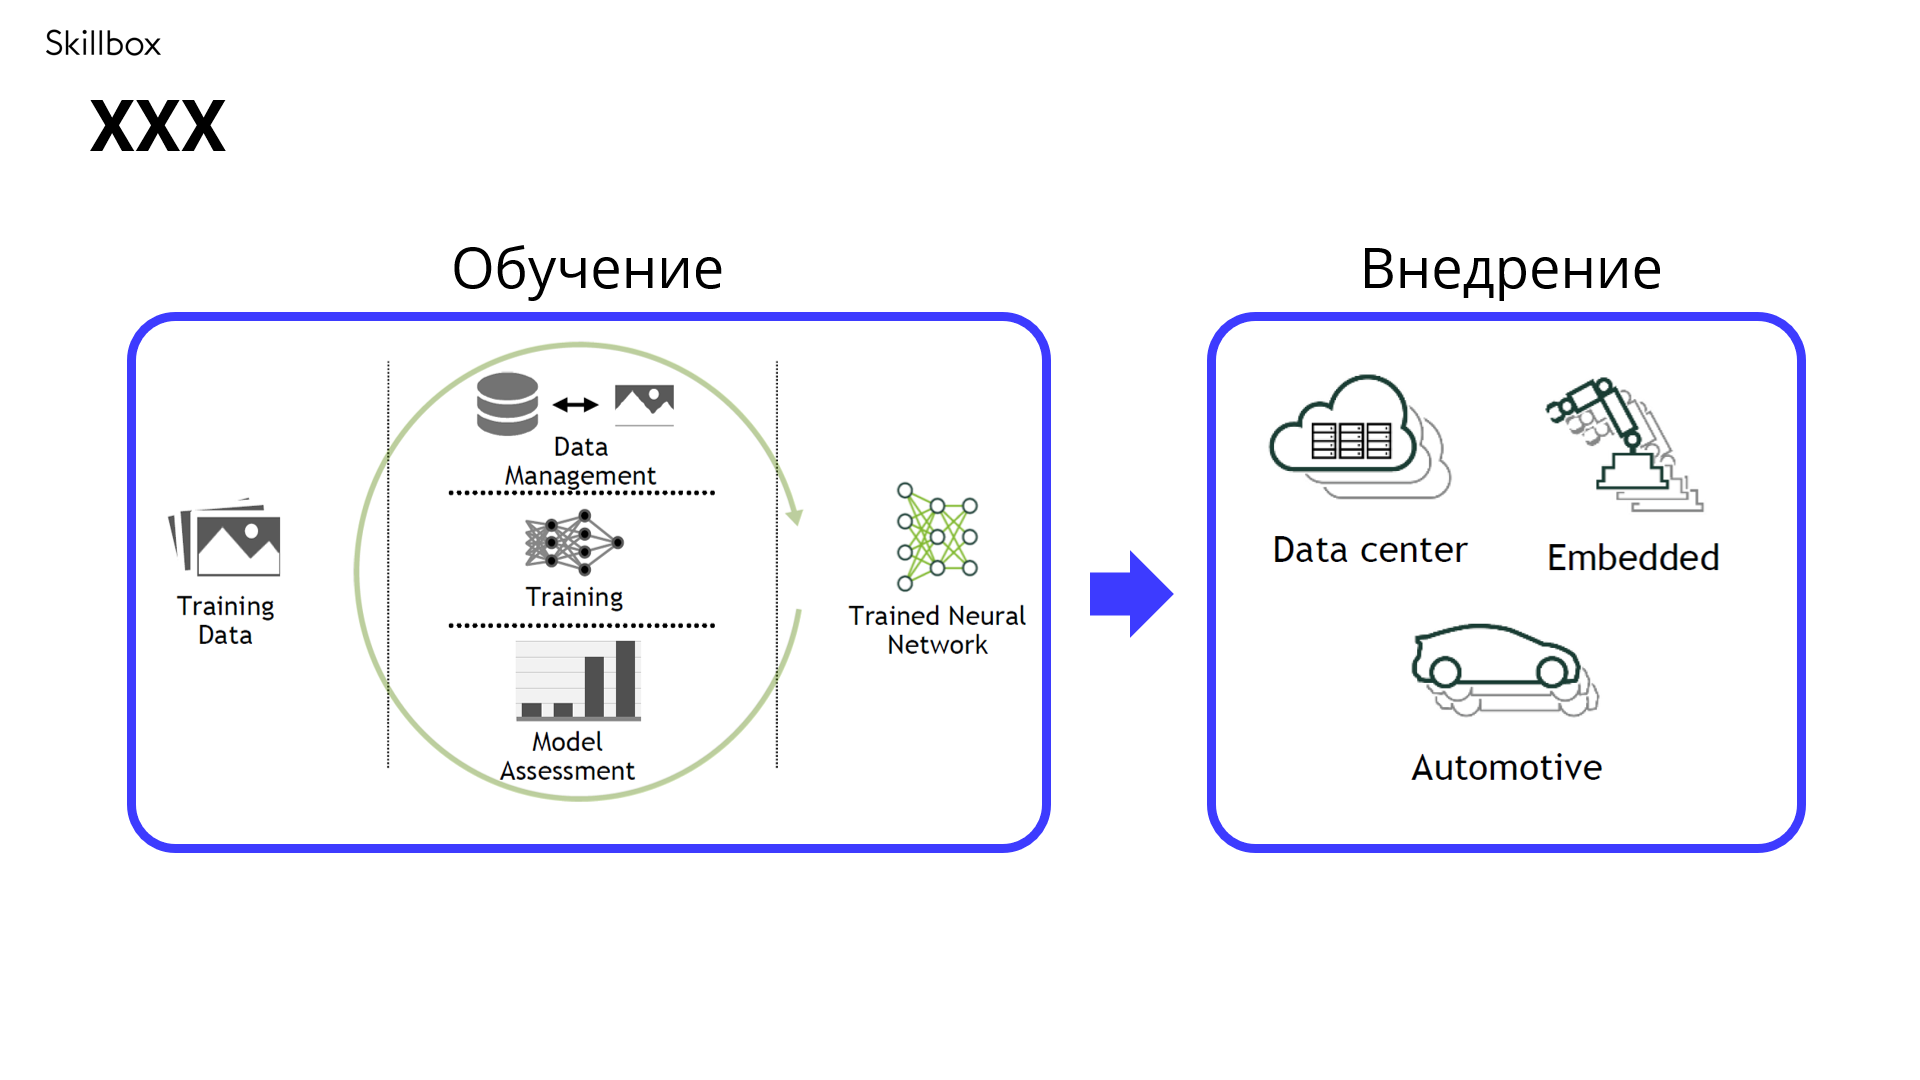 Skillbox
XXX
Обучение
Training
Data
Data
Management
Training
Model
Assessment
Trained Neural
Network
Внедрение
Data center
Embedded
Automotive